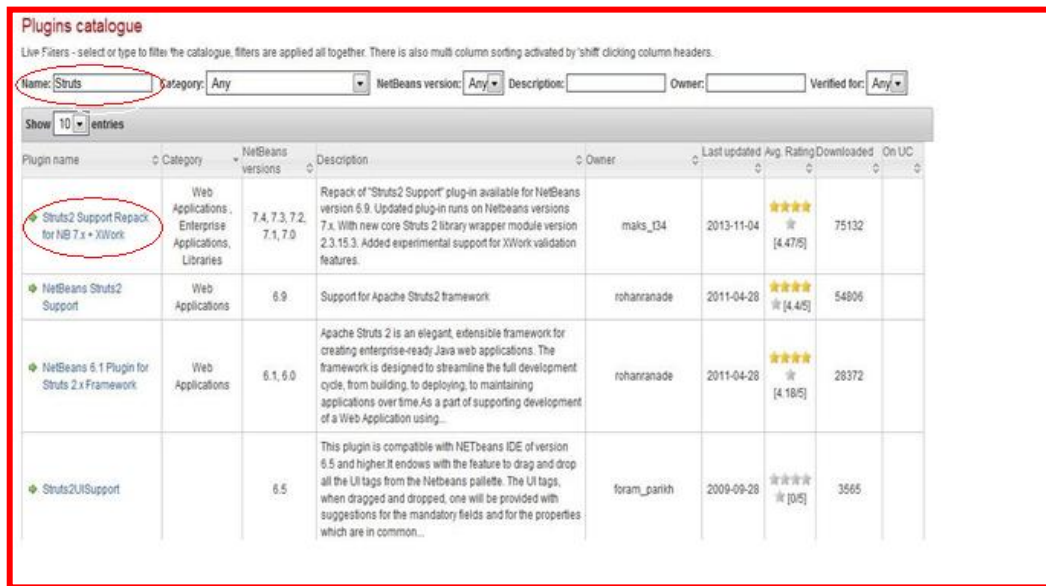 Plugins catalogue
Live Filters - select or type to filter the catalogue, filters are applied all together. There is also multi column sorting activated by 'shift' clicking column headers.
Name: Struts Category: Any NetBeans version: Any Description: Owner: Verified for: Any
Show 10 entries
Plugin name Category NetBeans versions Description Owner Last updated Avg. Rating Downloaded On UC
Struts2 Support Repack
for NB 7.x + XWork
Web
Applications,
Enterprise
Applications,
Libraries
7.4, 7.3, 7.2,
7.1, 7.0
Repack of "Struts2 Support" plug-in available for NetBeans
version 6.9. Updated plug-in runs on Netbeans versions
7.x. With new core Struts 2 library wrapper module version
2.3.15.3. Added experimental support for XWork validation
features.
maks_t34
2013-11-04
[4.47/5]
75132
NetBeans Struts2
Support
Web
Applications
6.9
Support for Apache Struts2 framework
rohanranade
2011-04-28
[4.4/5]
54806
NetBeans 6.1 Plugin for
Struts 2.x Framework
Web
Applications
6.1, 6.0
Apache Struts 2 is an elegant, extensible framework for
creating enterprise-ready Java web applications. The
framework is designed to streamline the full development
cycle, from building, to deploying, to maintaining
applications over time.As a part of supporting development
of a Web Application using...
rohanranade
2011-04-28
[4.18/5]
28372
Struts2UISupport
6.5
This plugin is compatible with NETbeans IDE of version
6.5 and higher.It endows with the feature to drag and drop
all the UI tags from the Netbeans pallette. The UI tags,
when dragged and dropped, one will be provided with
suggestions for the mandatory fields and for the properties
which are in common...
foram_parikh
2009-09-28
[0/5]
3565